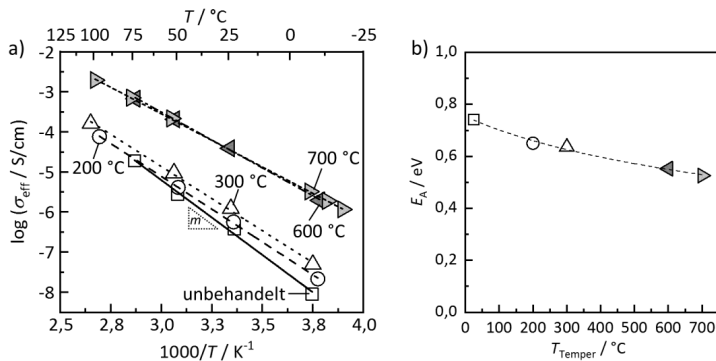 T / °C
125 100 75 50 25 0 -25
a)
-2
-3
-4
-5
-6
-7
-8
log (σeff / S/cm)
200 °C
300 °C
700 °C
600 °C
m
unbehandelt
2,5 2,8 3,0 3,3 3,5 3,8 4,0
1000/T / K⁻¹
b)
1,0
0,8
0,6
0,4
0,2
0,0
EA / eV
0 100 200 300 400 500 600 700
TTemper / °C